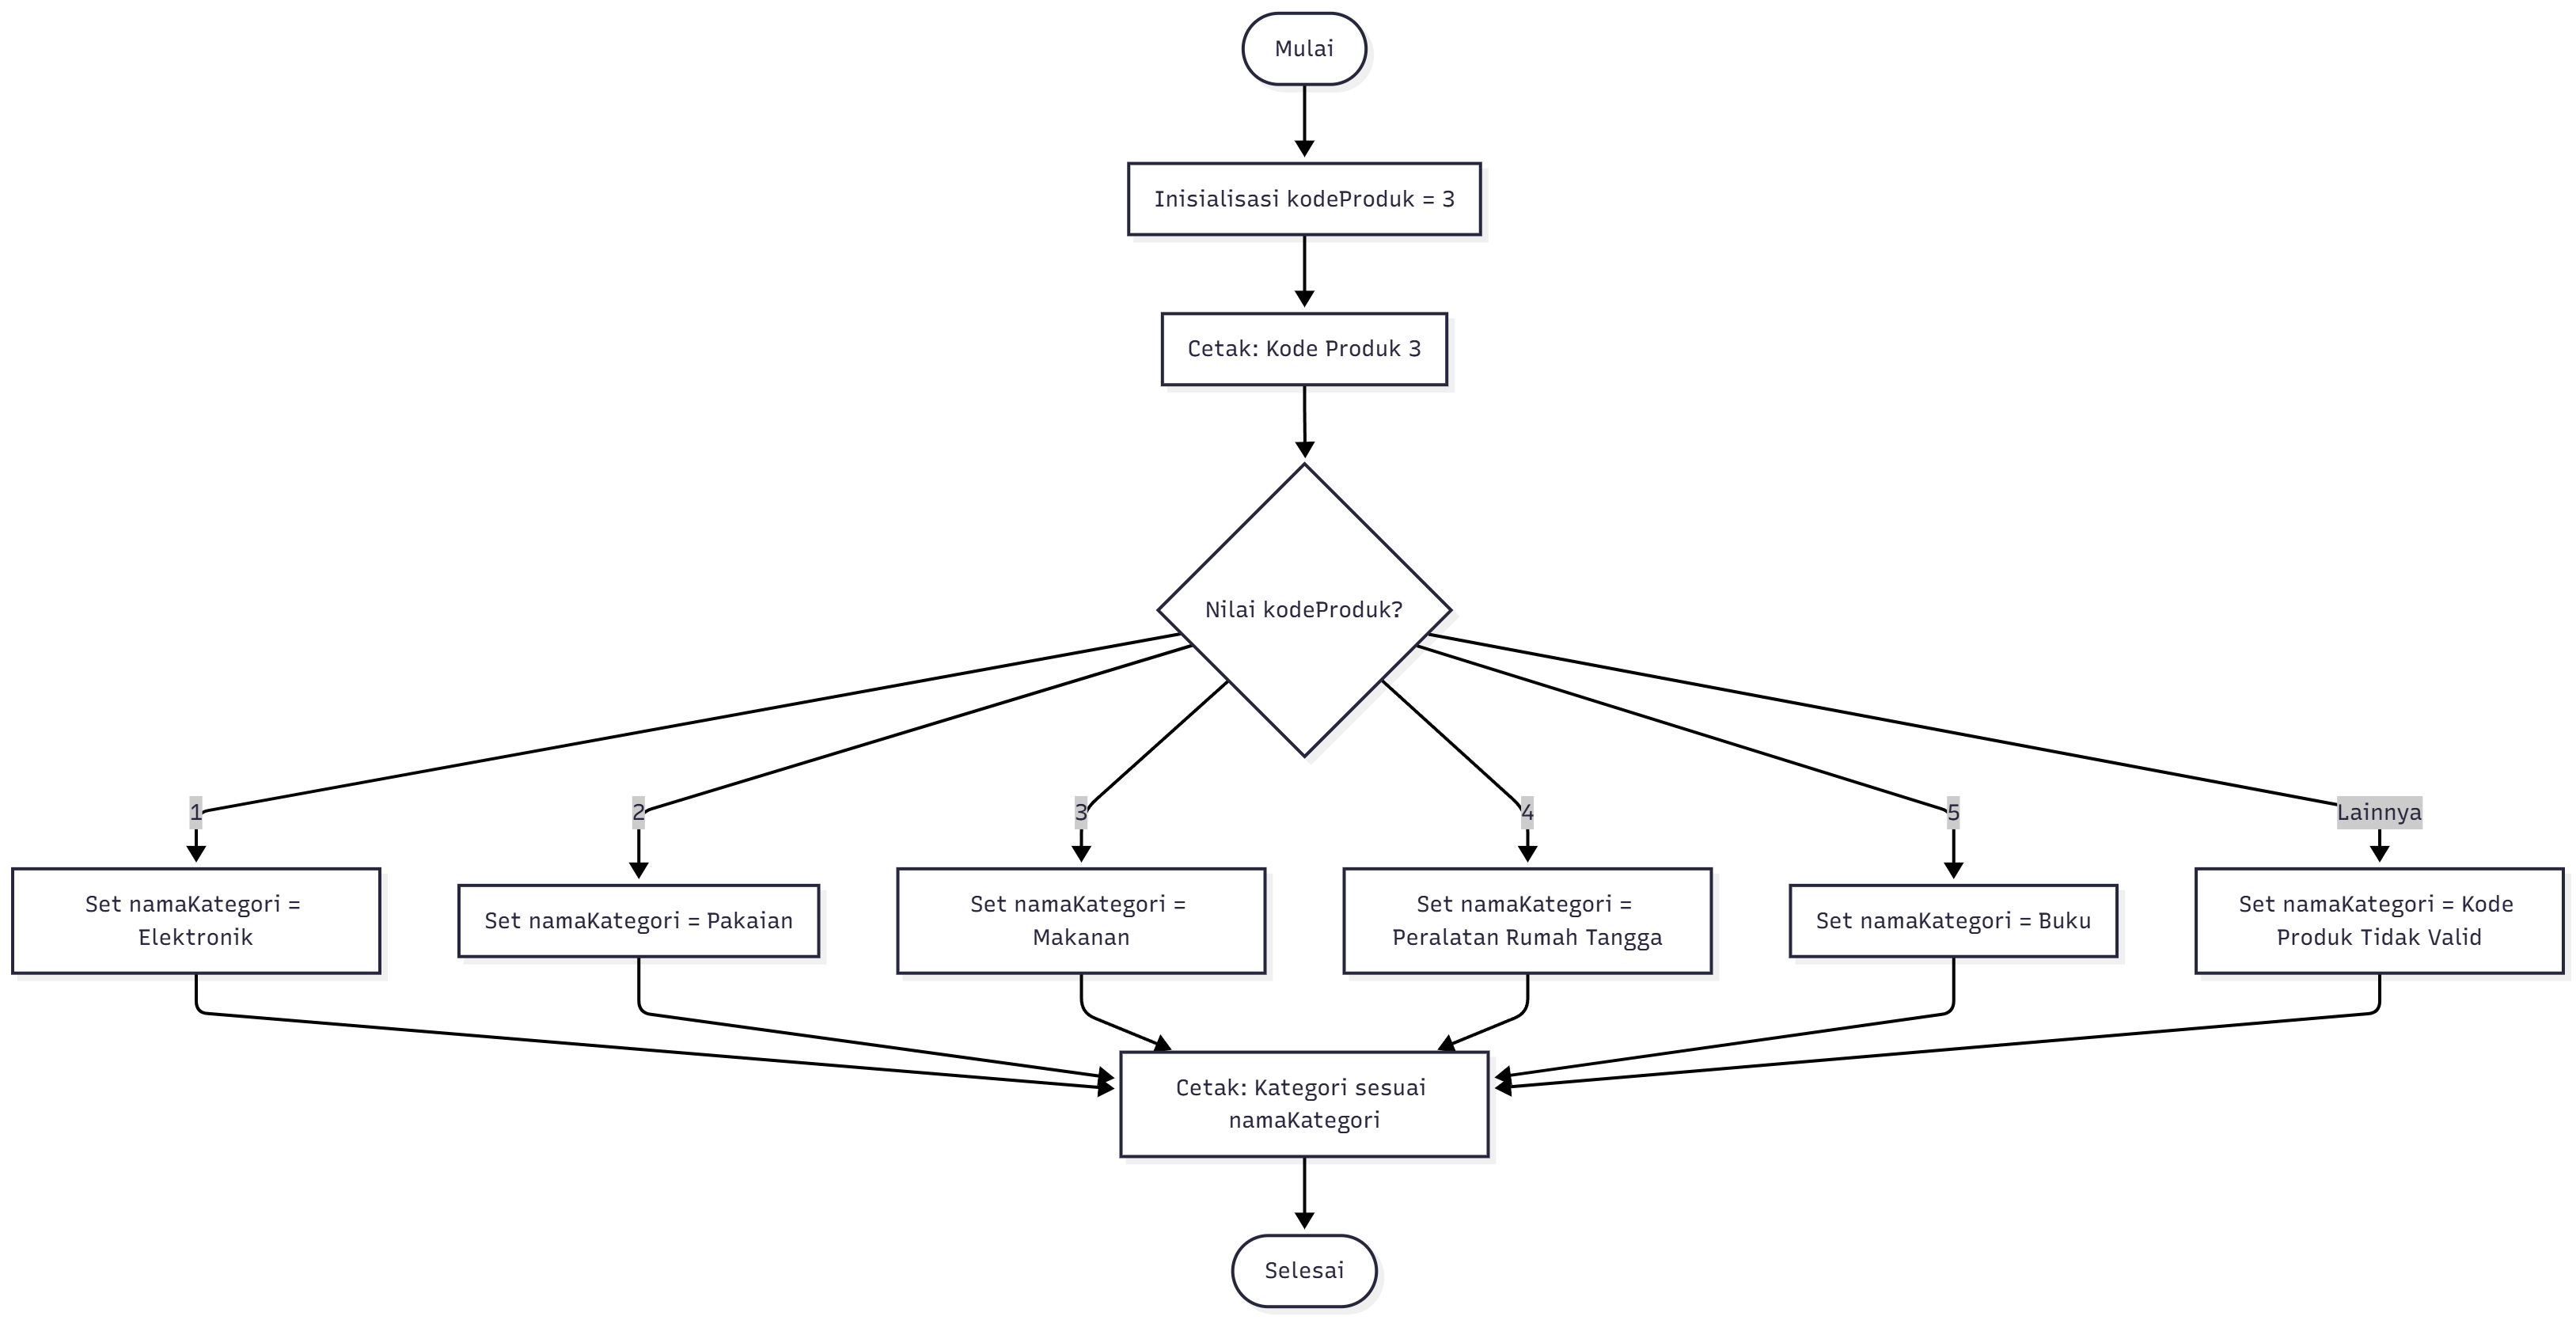 Mulai
Inisialisasi kodeProduk = 3
Cetak: Kode Produk 3
Nilai kodeProduk?
1
2
3
4
5
Lainnya
Set namaKategori =
Elektronik
Set namaKategori = Pakaian
Set namaKategori =
Makanan
Set namaKategori =
Peralatan Rumah Tangga
Set namaKategori = Buku
Set namaKategori = Kode
Produk Tidak Valid
Cetak: Kategori sesuai
namaKategori
Selesai